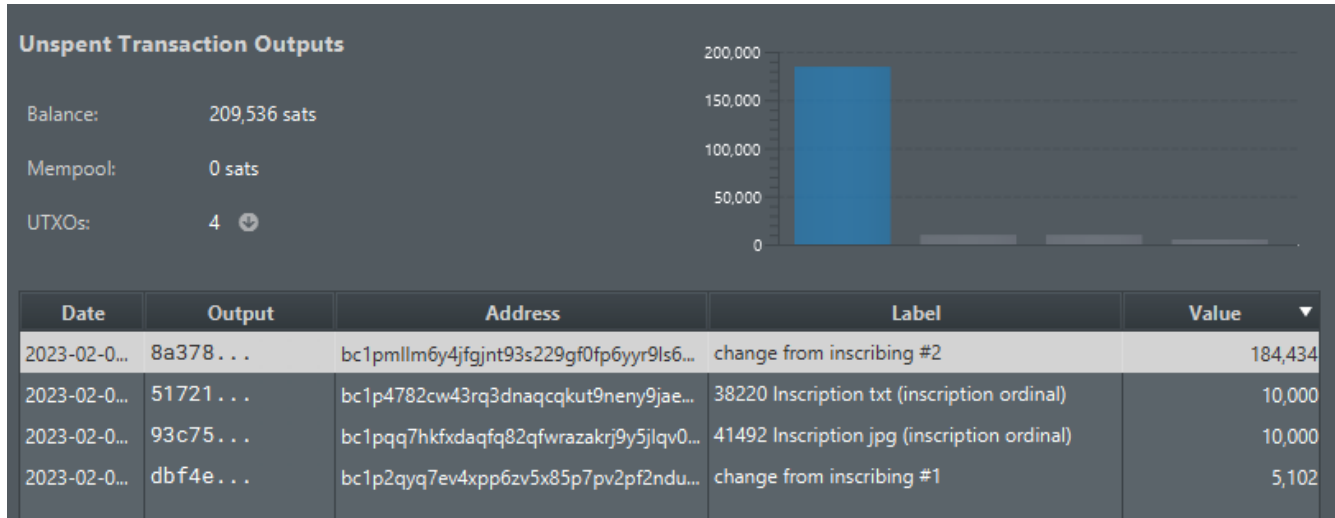 Unspent Transaction Outputs
Balance: 209,536 sats
Mempool: 0 sats
UTXOs: 4
200,000
150,000
100,000
50,000
0
Date Output Address Label Value
2023-02-0... 8a378... bc1pmllm6y4jfgjnt93s229gf0fp6yyr9ls6... change from inscribing #2 184,434
2023-02-0... 51721... bc1p4782cw43rq3dnaqcqkut9neny9jae... 38220 Inscription txt (inscription ordinal) 10,000
2023-02-0... 93c75... bc1pqq7hkfxdaqfq82qfwrazakrj9y5jlqv0... 41492 Inscription jpg (inscription ordinal) 10,000
2023-02-0... dbf4e... bc1p2qyq7ev4xpp6zv5x85p7pv2pf2ndu... change from inscribing #1 5,102